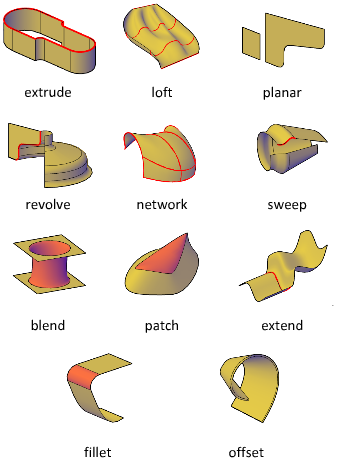 extrude
loft
planar
revolve
network
sweep
blend
patch
extend
fillet
offset